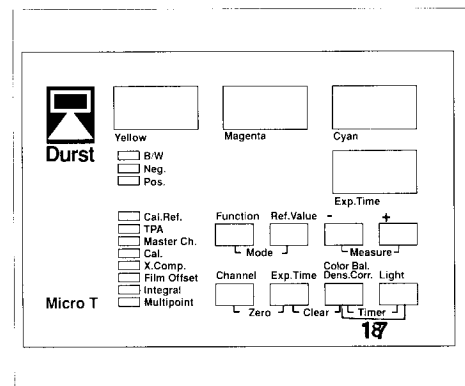 Yellow Magenta Cyan
Durst
B/W
Neg.
Pos.
Exp.Time
Cal.Ref.
TPA
Master Ch.
Cal.
X.Comp.
Film Offset
Integral
Multipoint
Function Ref.Value - +
Mode Measure
Channel Exp.Time Color Bal.
Dens.Corr. Light
Zero Clear Timer
Micro T
18